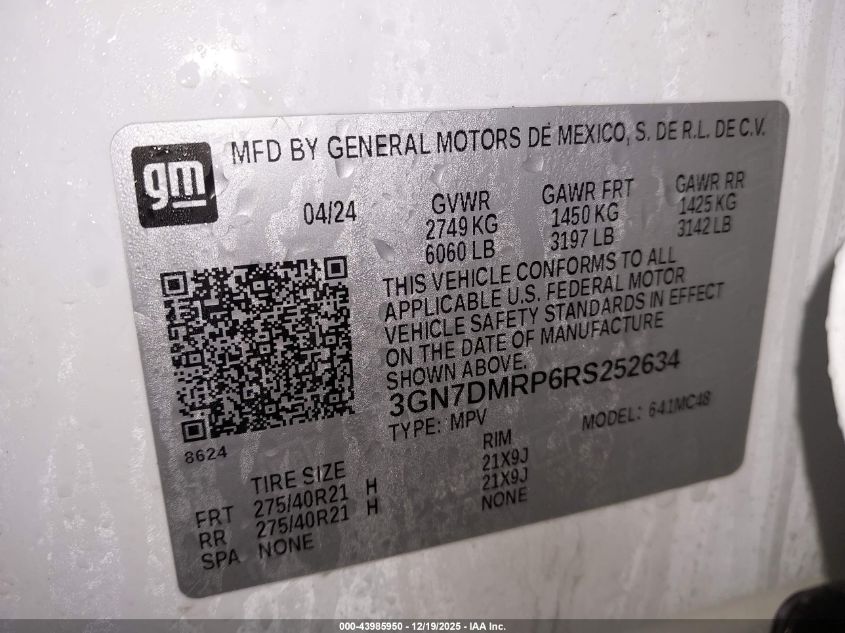 gm
MFD BY GENERAL MOTORS DE MEXICO, S. DE R.L. DE C.V.
04/24
GVWR
2749 KG
6060 LB
GAWR FRT
1450 KG
3197 LB
GAWR RR
1425 KG
3142 LB
THIS VEHICLE CONFORMS TO ALL
APPLICABLE U.S. FEDERAL MOTOR
VEHICLE SAFETY STANDARDS IN EFFECT
ON THE DATE OF MANUFACTURE
SHOWN ABOVE.
3GN7DMRP6RS252634
TYPE: MPV
MODEL: 641MC48
8624
TIRE SIZE
RIM
FRT 275/40R21 H 21X9J
RR 275/40R21 H 21X9J
SPA NONE NONE
000-43985950 - 12/19/2025 - IAA Inc.